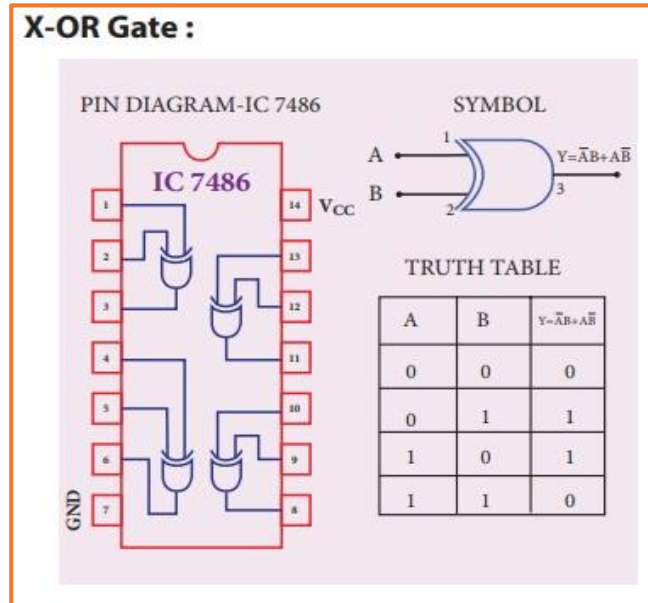 X-OR Gate :
PIN DIAGRAM-IC 7486
IC 7486
1
2
3
4
5
6
7
GND
14
VCC
13
12
11
10
9
8
SYMBOL
A
B
1
2
3
Y=A̅B+AB̅
TRUTH TABLE
A B Y=A̅B+AB̅
0 0 0
0 1 1
1 0 1
1 1 0